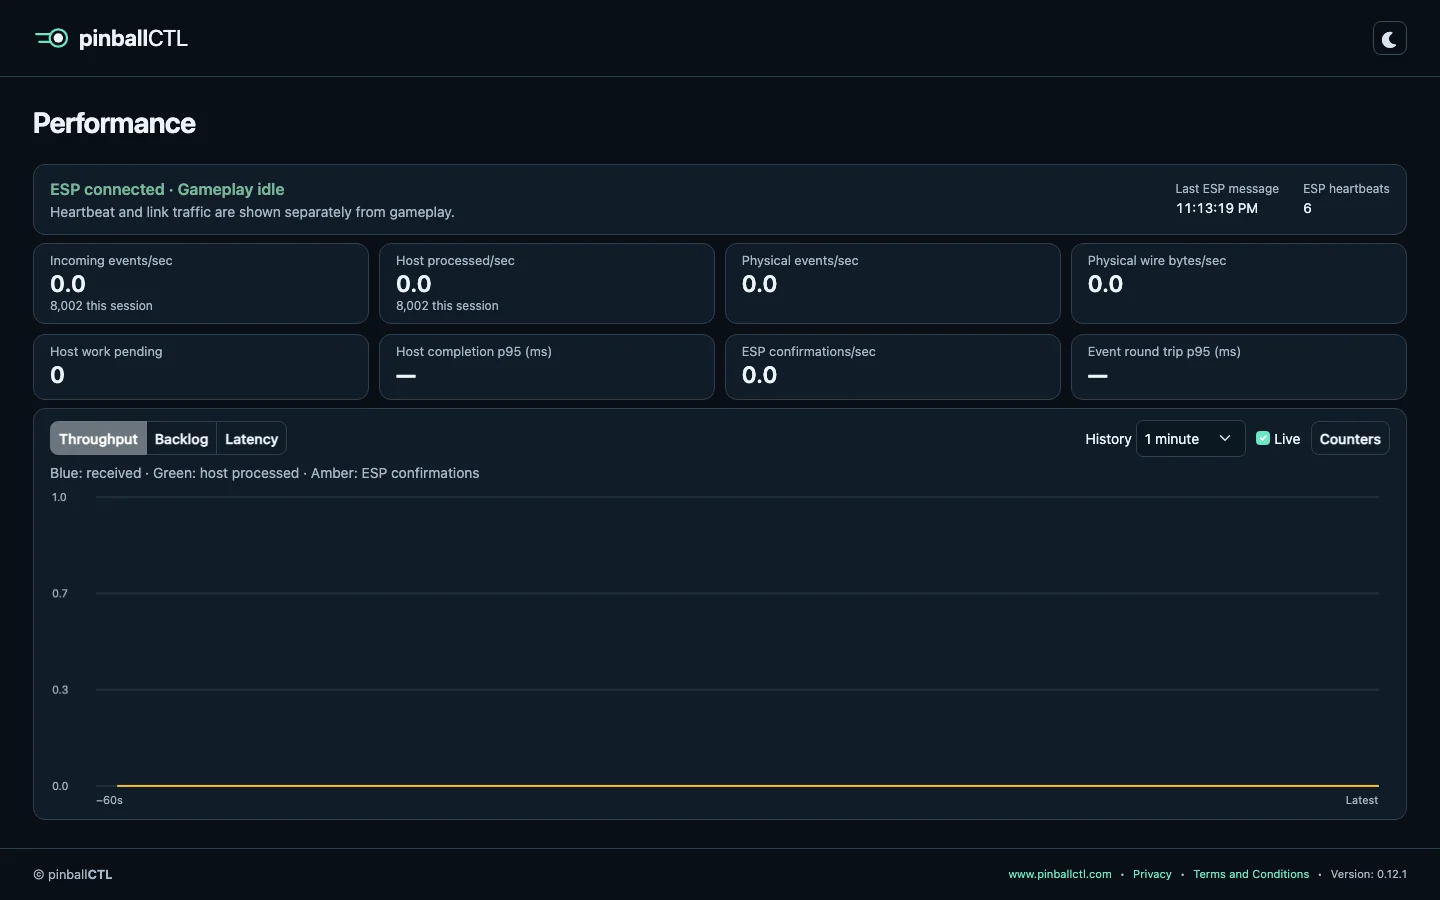 pinballCTL
Performance
ESP connected · Gameplay idle
Heartbeat and link traffic are shown separately from gameplay.
Last ESP message
11:13:19 PM
ESP heartbeats
6
Incoming events/sec
0.0
8,002 this session
Host processed/sec
0.0
8,002 this session
Physical events/sec
0.0
Physical wire bytes/sec
0.0
Host work pending
0
Host completion p95 (ms)
—
ESP confirmations/sec
0.0
Event round trip p95 (ms)
—
Throughput Backlog Latency
History 1 minute Live Counters
Blue: received · Green: host processed · Amber: ESP confirmations
1.0
0.7
0.3
0.0
−60s Latest
© pinballCTL
www.pinballctl.com • Privacy • Terms and Conditions • Version: 0.12.1